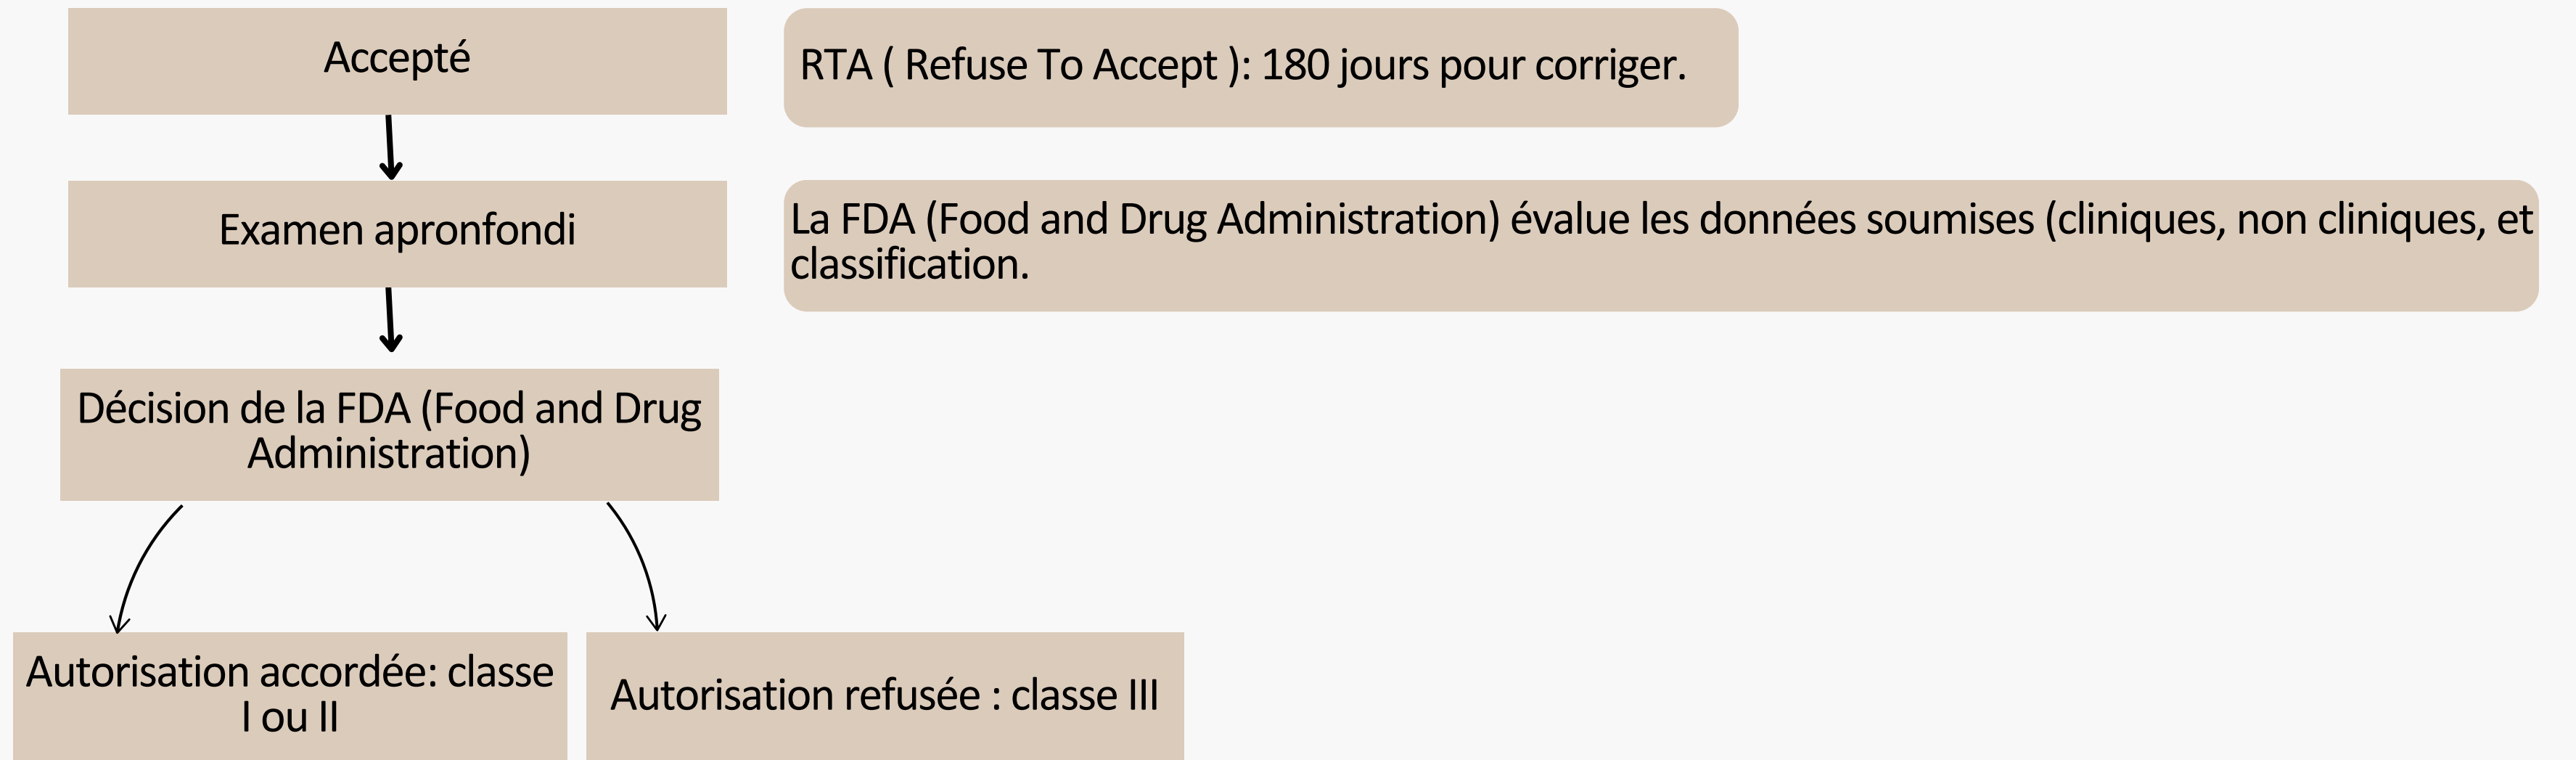 Accepté
RTA ( Refuse To Accept ): 180 jours pour corriger.
Examen apronfondi
La FDA (Food and Drug Administration) évalue les données soumises (cliniques, non cliniques, et
classification.
Décision de la FDA (Food and Drug
Administration)
Autorisation accordée: classe
I ou II
Autorisation refusée : classe III